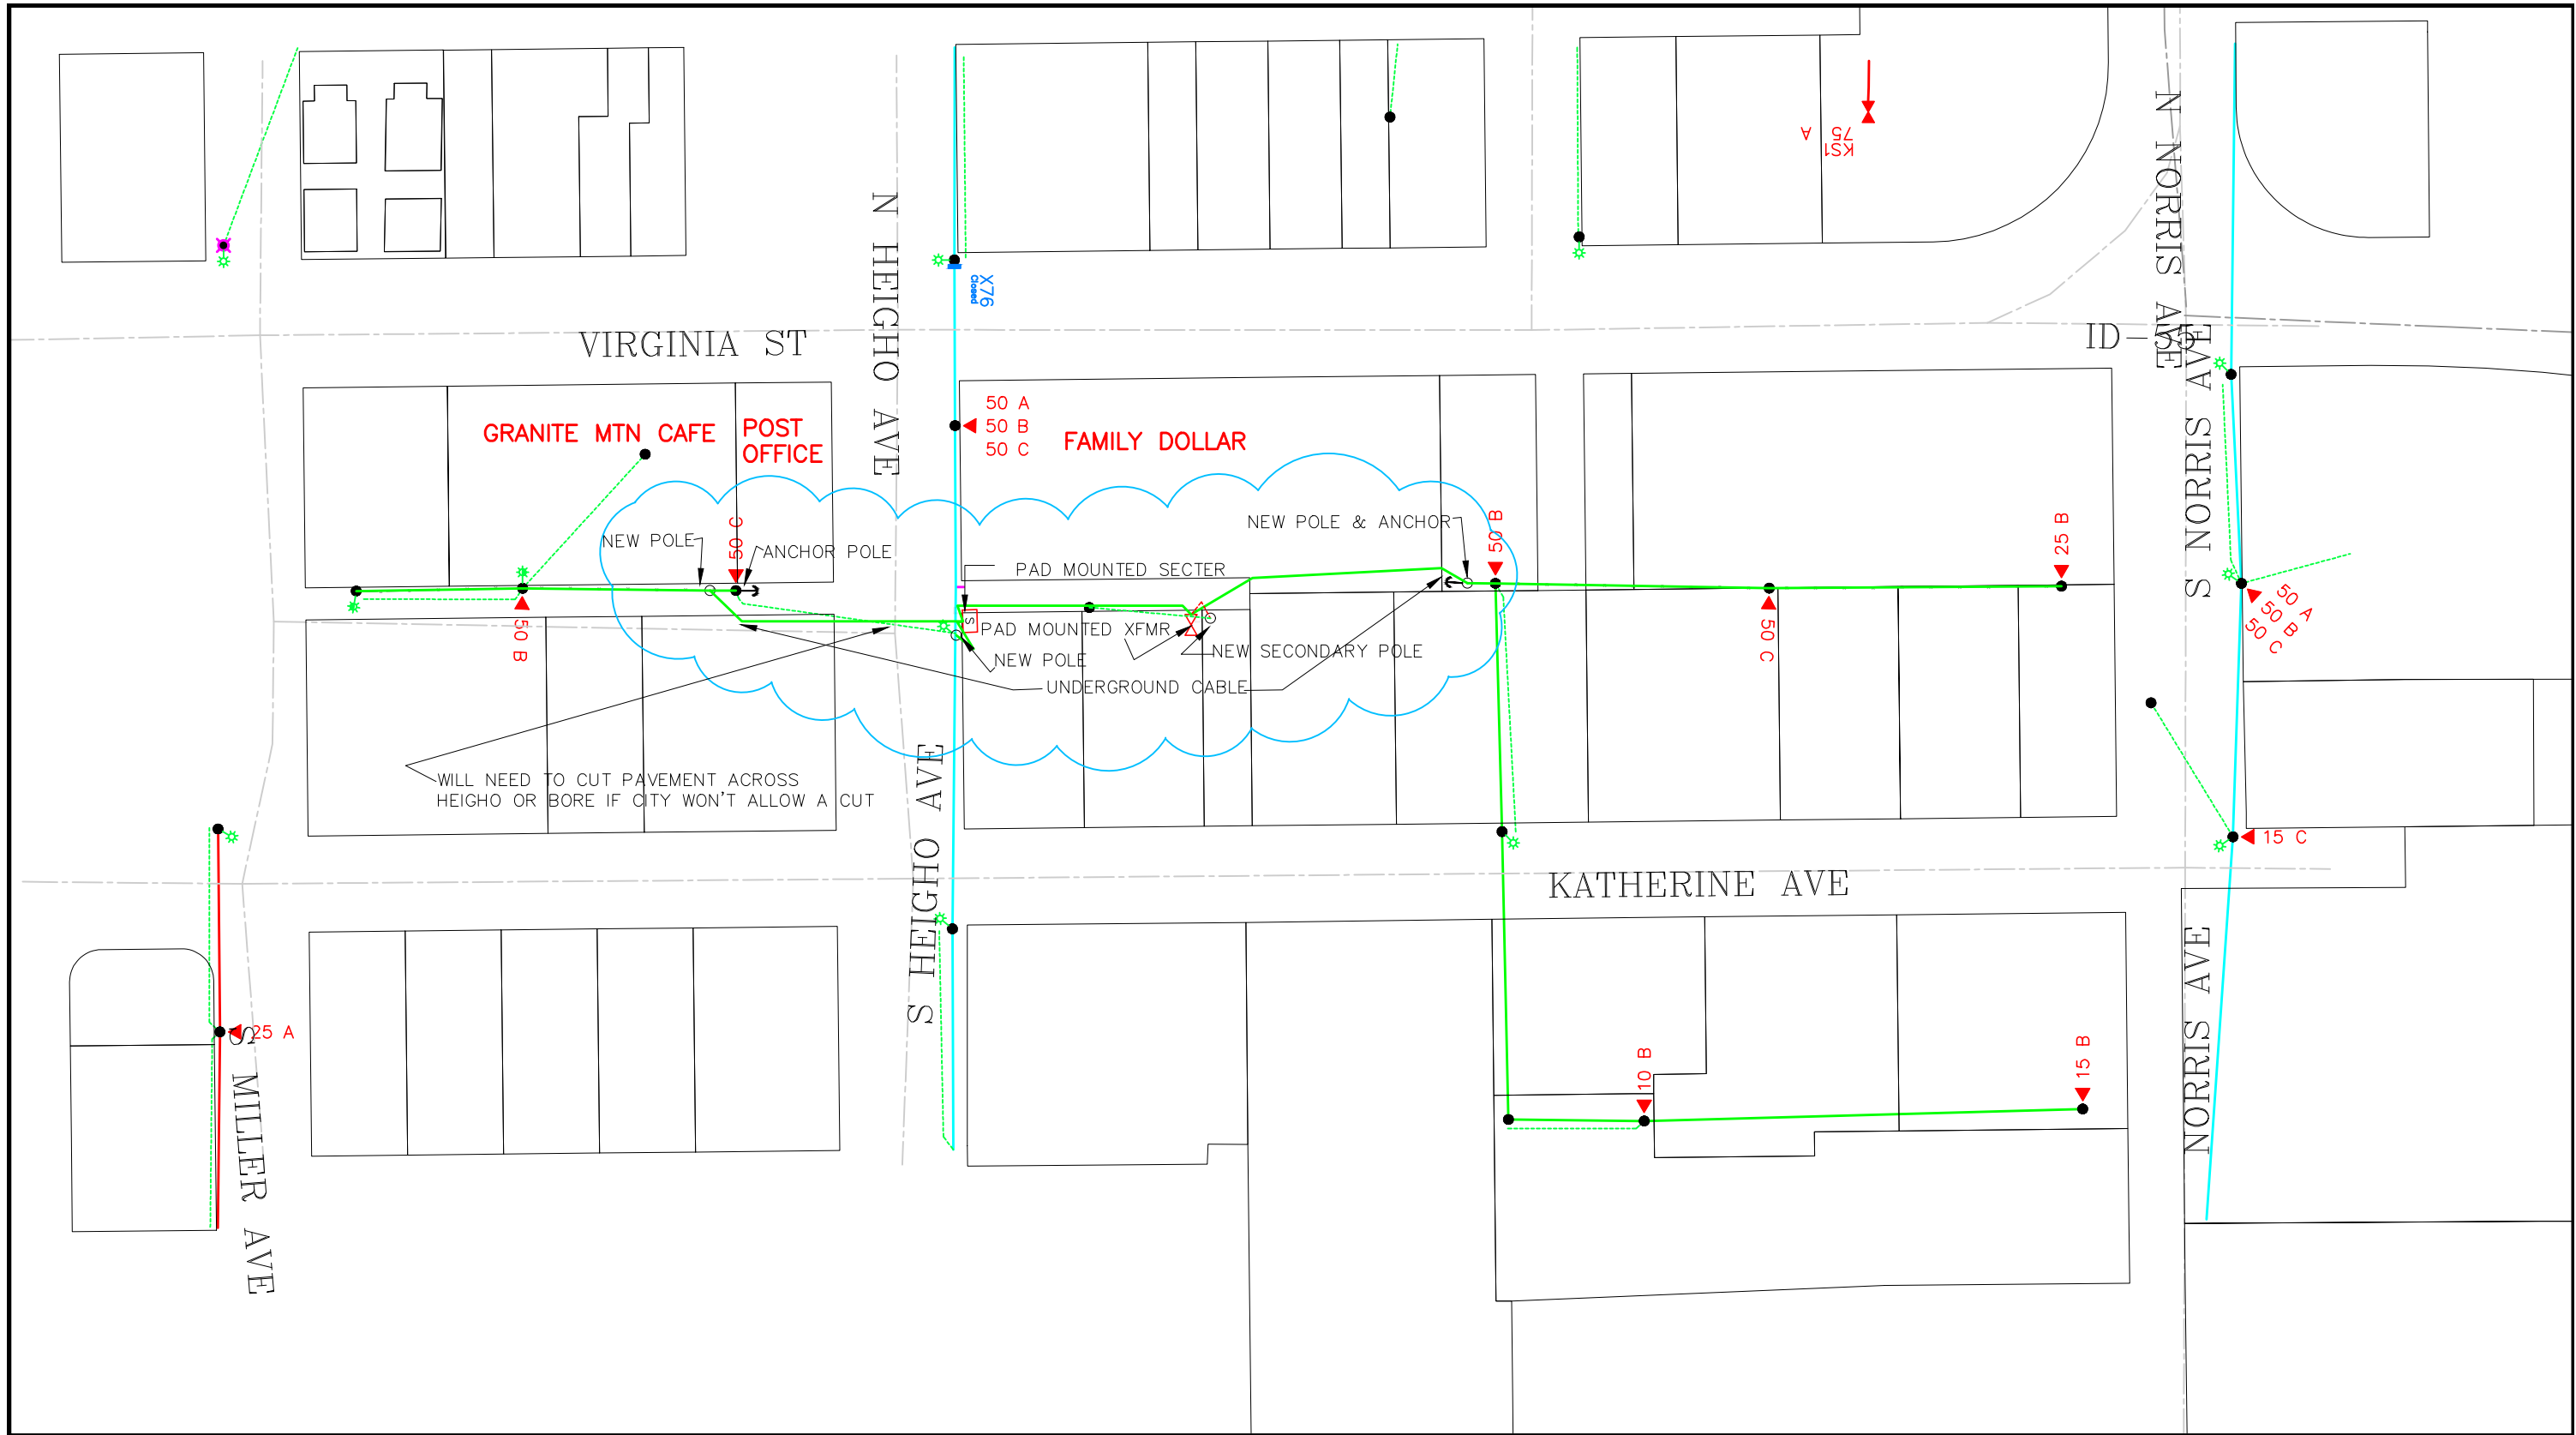 KS1
75 A
N NORRIS AVE
N HEIGHO AVE
X76
Closed
VIRGINIA ST
ID-55
S NORRIS AVE
50 A
50 B
50 C
GRANITE MTN CAFE
POST
OFFICE
FAMILY DOLLAR
50 C
NEW POLE
ANCHOR POLE
NEW POLE & ANCHOR
50 B
25 B
PAD MOUNTED SECTER
S
PAD MOUNTED XFMR
NEW POLE
NEW SECONDARY POLE
UNDERGROUND CABLE
50 B
50 C
50 A
50 B
50 C
WILL NEED TO CUT PAVEMENT ACROSS
HEIGHO OR BORE IF CITY WON'T ALLOW A CUT
S HEIGHO AVE
15 C
KATHERINE AVE
25 A
S MILLER AVE
10 B
15 B
NORRIS AVE